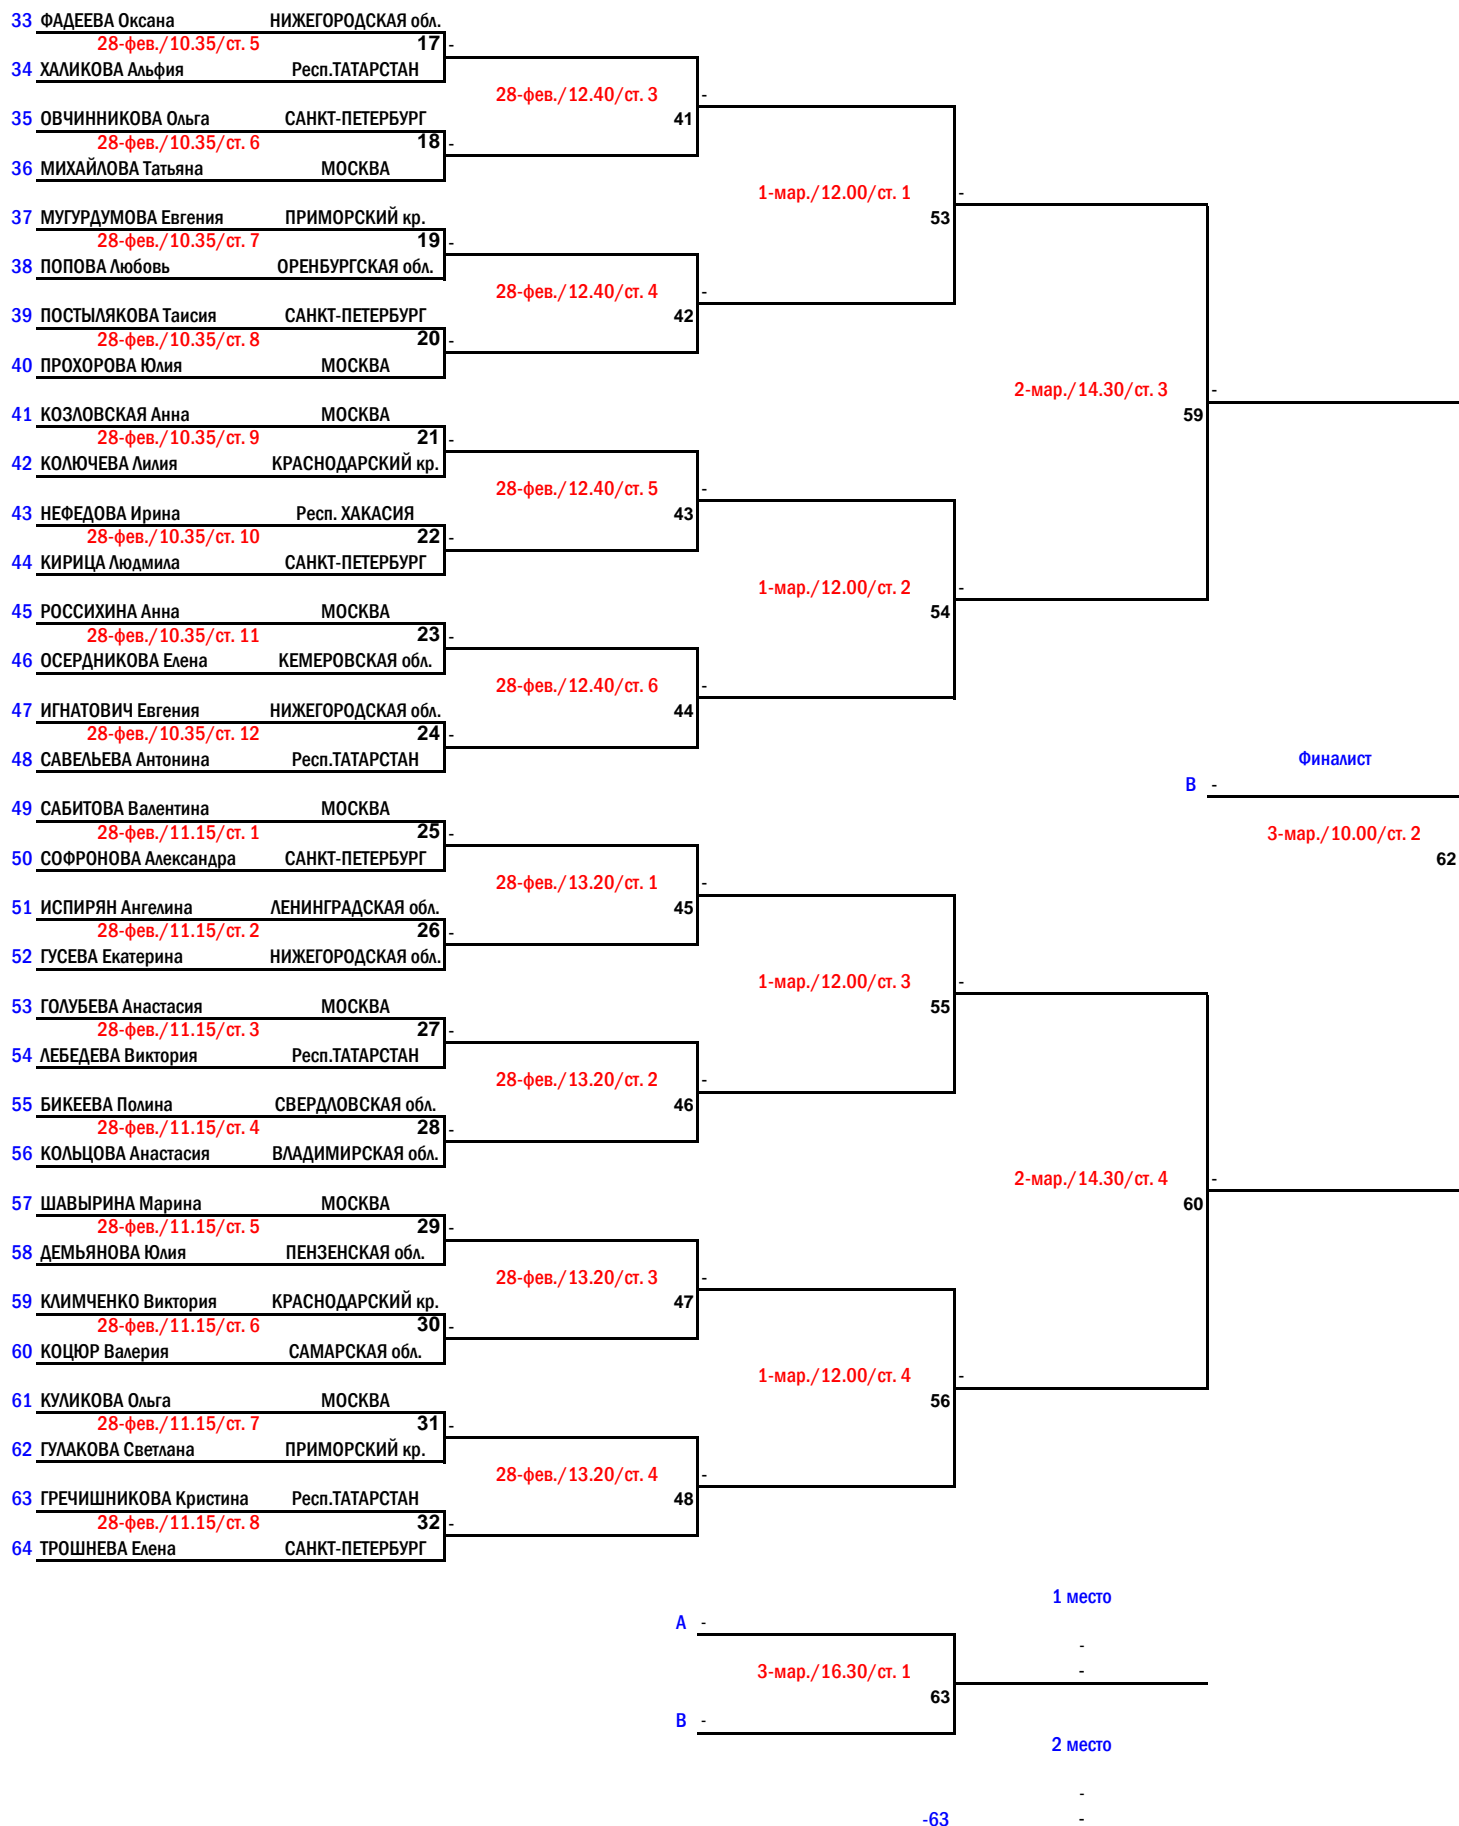 33 ФАДЕЕВА Оксана НИЖЕГОРОДСКАЯ обл.
28-фев./10.35/ст. 5 17 -
34 ХАЛИКОВА Альфия Респ.ТАТАРСТАН
28-фев./12.40/ст. 3 -
35 ОВЧИННИКОВА Ольга САНКТ-ПЕТЕРБУРГ 41
28-фев./10.35/ст. 6 18 -
36 МИХАЙЛОВА Татьяна МОСКВА
1-мар./12.00/ст. 1 -
37 МУГУРДУМОВА Евгения ПРИМОРСКИЙ кр. 53
28-фев./10.35/ст. 7 19 -
38 ПОПОВА Любовь ОРЕНБУРГСКАЯ обл.
28-фев./12.40/ст. 4 -
39 ПОСТЫЛЯКОВА Таисия САНКТ-ПЕТЕРБУРГ 42
28-фев./10.35/ст. 8 20 -
40 ПРОХОРОВА Юлия МОСКВА
2-мар./14.30/ст. 3 -
41 КОЗЛОВСКАЯ Анна МОСКВА 59
28-фев./10.35/ст. 9 21 -
42 КОЛЮЧЕВА Лилия КРАСНОДАРСКИЙ кр.
28-фев./12.40/ст. 5 -
43 НЕФЕДОВА Ирина Респ. ХАКАСИЯ 43
28-фев./10.35/ст. 10 22 -
44 КИРИЦА Людмила САНКТ-ПЕТЕРБУРГ
1-мар./12.00/ст. 2 -
45 РОССИХИНА Анна МОСКВА 54
28-фев./10.35/ст. 11 23 -
46 ОСЕРДНИКОВА Елена КЕМЕРОВСКАЯ обл.
28-фев./12.40/ст. 6 -
47 ИГНАТОВИЧ Евгения НИЖЕГОРОДСКАЯ обл. 44
28-фев./10.35/ст. 12 24 -
48 САВЕЛЬЕВА Антонина Респ.ТАТАРСТАН Финалист
В -
49 САБИТОВА Валентина МОСКВА
28-фев./11.15/ст. 1 25 - 3-мар./10.00/ст. 2
50 СОФРОНОВА Александра САНКТ-ПЕТЕРБУРГ 62
28-фев./13.20/ст. 1 -
51 ИСПИРЯН Ангелина ЛЕНИНГРАДСКАЯ обл. 45
28-фев./11.15/ст. 2 26 -
52 ГУСЕВА Екатерина НИЖЕГОРОДСКАЯ обл.
1-мар./12.00/ст. 3 -
53 ГОЛУБЕВА Анастасия МОСКВА 55
28-фев./11.15/ст. 3 27 -
54 ЛЕБЕДЕВА Виктория Респ.ТАТАРСТАН
28-фев./13.20/ст. 2 -
55 БИКЕЕВА Полина СВЕРДЛОВСКАЯ обл. 46
28-фев./11.15/ст. 4 28 -
56 КОЛЬЦОВА Анастасия ВЛАДИМИРСКАЯ обл.
2-мар./14.30/ст. 4 -
57 ШАВЫРИНА Марина МОСКВА 60
28-фев./11.15/ст. 5 29 -
58 ДЕМЬЯНОВА Юлия ПЕНЗЕНСКАЯ обл.
28-фев./13.20/ст. 3 -
59 КЛИМЧЕНКО Виктория КРАСНОДАРСКИЙ кр. 47
28-фев./11.15/ст. 6 30 -
60 КОЦЮР Валерия САМАРСКАЯ обл.
1-мар./12.00/ст. 4 -
61 КУЛИКОВА Ольга МОСКВА 56
28-фев./11.15/ст. 7 31 -
62 ГУЛАКОВА Светлана ПРИМОРСКИЙ кр.
28-фев./13.20/ст. 4 -
63 ГРЕЧИШНИКОВА Кристина Респ.ТАТАРСТАН 48
28-фев./11.15/ст. 8 32 -
64 ТРОШНЕВА Елена САНКТ-ПЕТЕРБУРГ
1 место
А -
-
3-мар./16.30/ст. 1 -
63
В -
2 место
-
-63 -